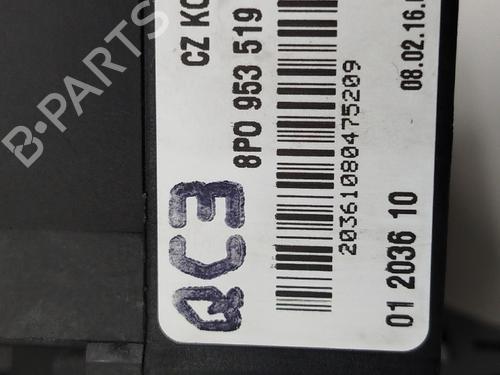 CZ KO
8P0 953 519
20361080475209
08.02.16.
01 2036 10
QC3
B-PARTS